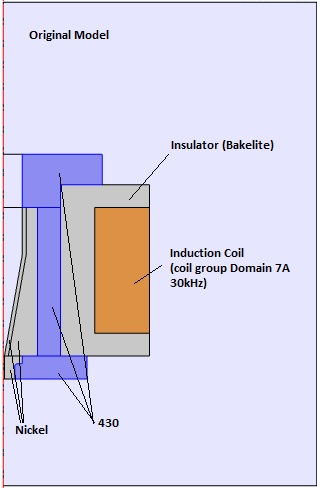 Original Model
Insulator (Bakelite)
Induction Coil
(coil group Domain 7A
30kHz)
430
Nickel